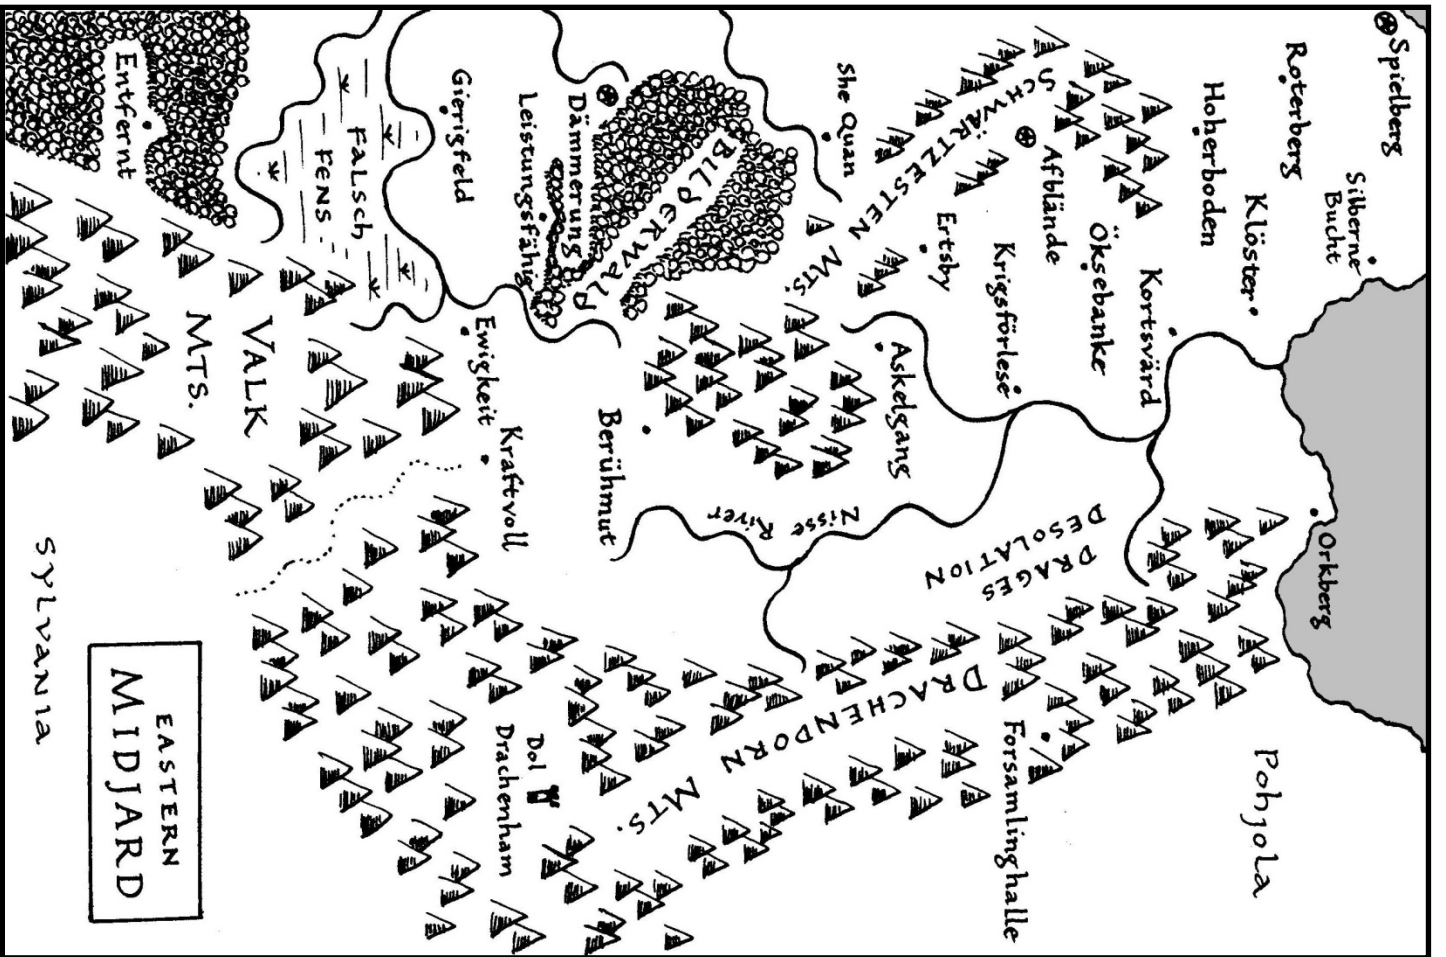 Spielberg
Silberne
Bucht
Orkberg
Roterberg
Pohjola
Klöster
Hoherboden
Kortsvärd
Öksebanke
Afblände
DRAGES
DESOLATION
SCHWÄRTZESTEN MTS.
Krigsförlese
Forsamlinghalle
Ertsby
Askelgang
She Quan
DRACHENDORN MTS.
Nisse River
BILDERWALD
Berühmut
Dämmerung
Dol
Drachenham
Leistungsfähig
Kraftvoll
Ewigkeit
Gierigfeld
FALSCH
FENS
VALK
MTS.
Entfernt
EASTERN
MIDJARD
SYLVANIA